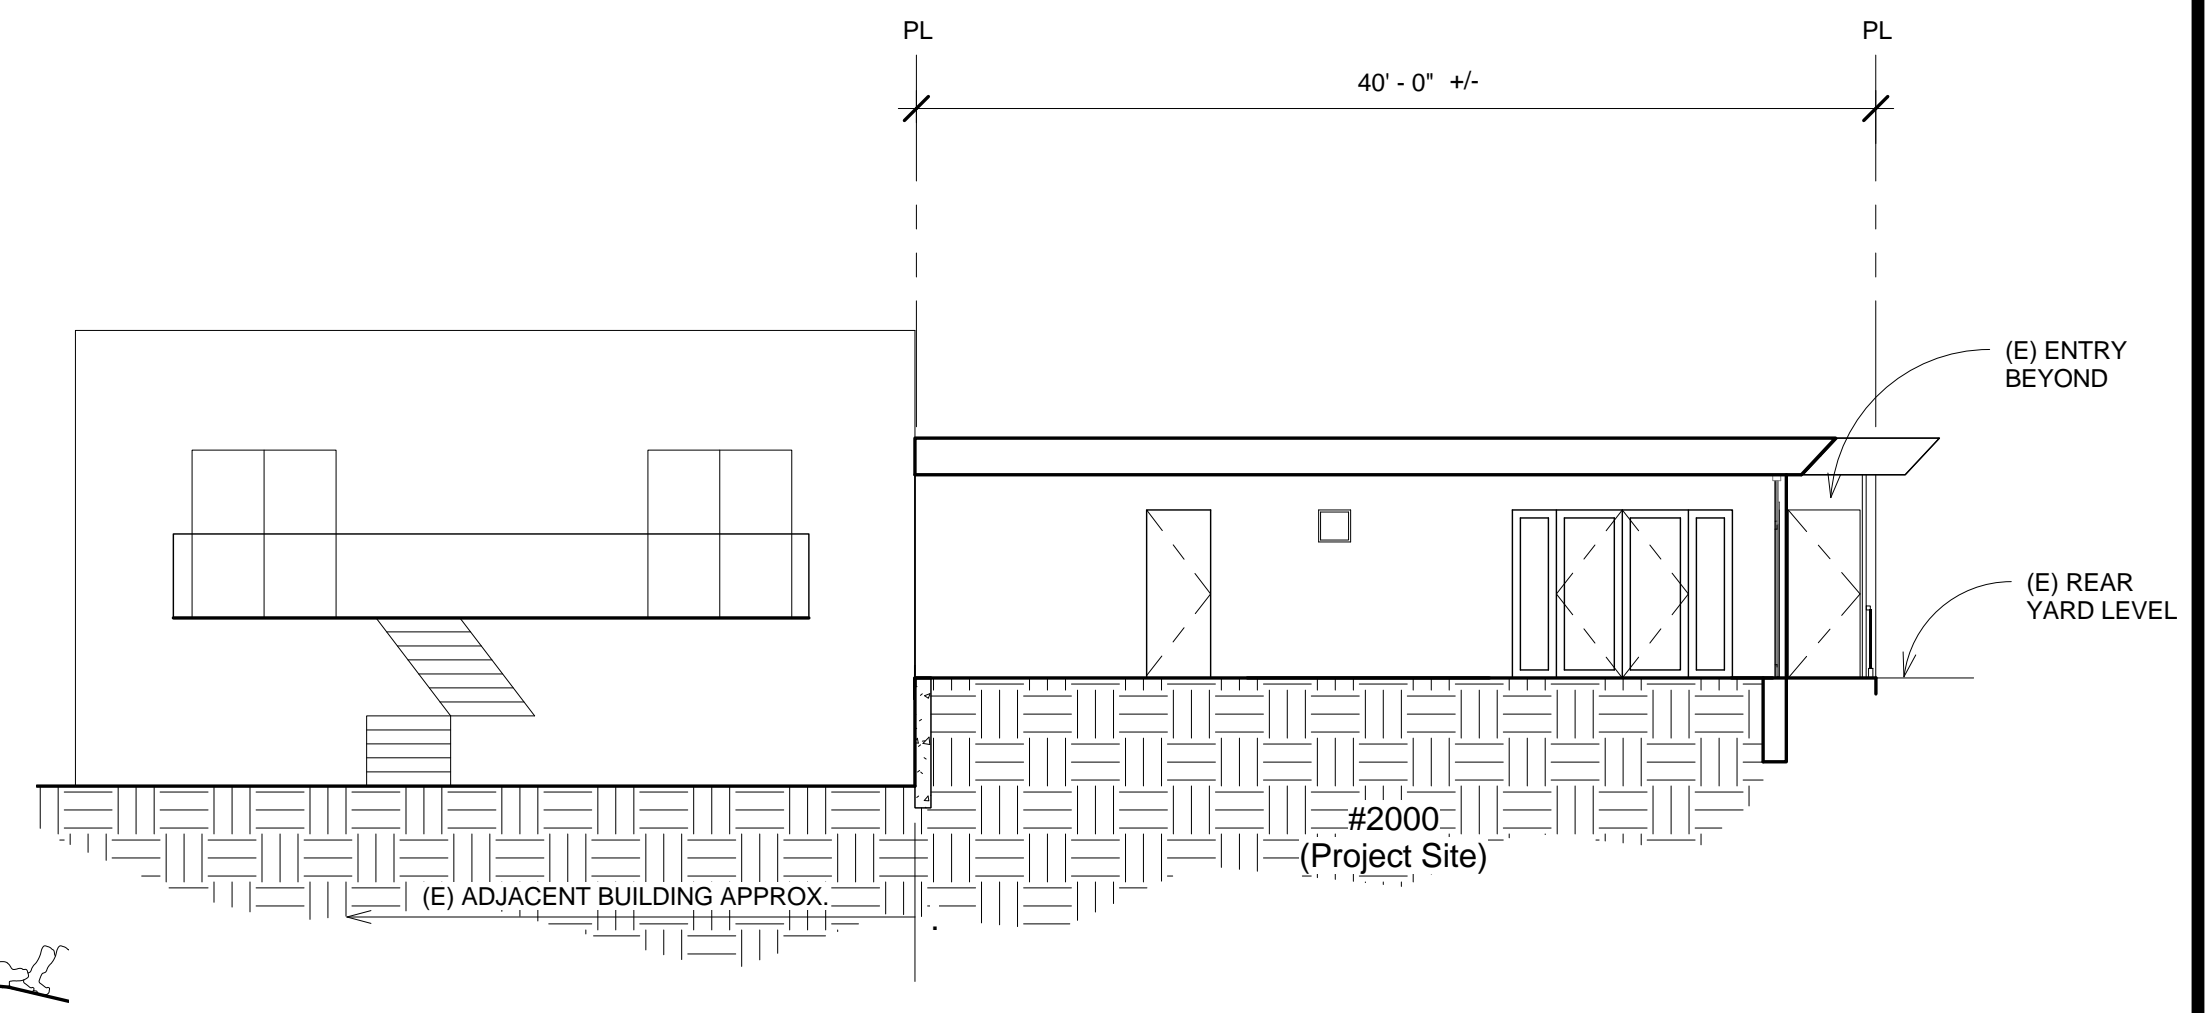 PL
PL
40' - 0" +/-
(E) ENTRY
BEYOND
(E) REAR
YARD LEVEL
#2000
(Project Site)
(E) ADJACENT BUILDING APPROX.